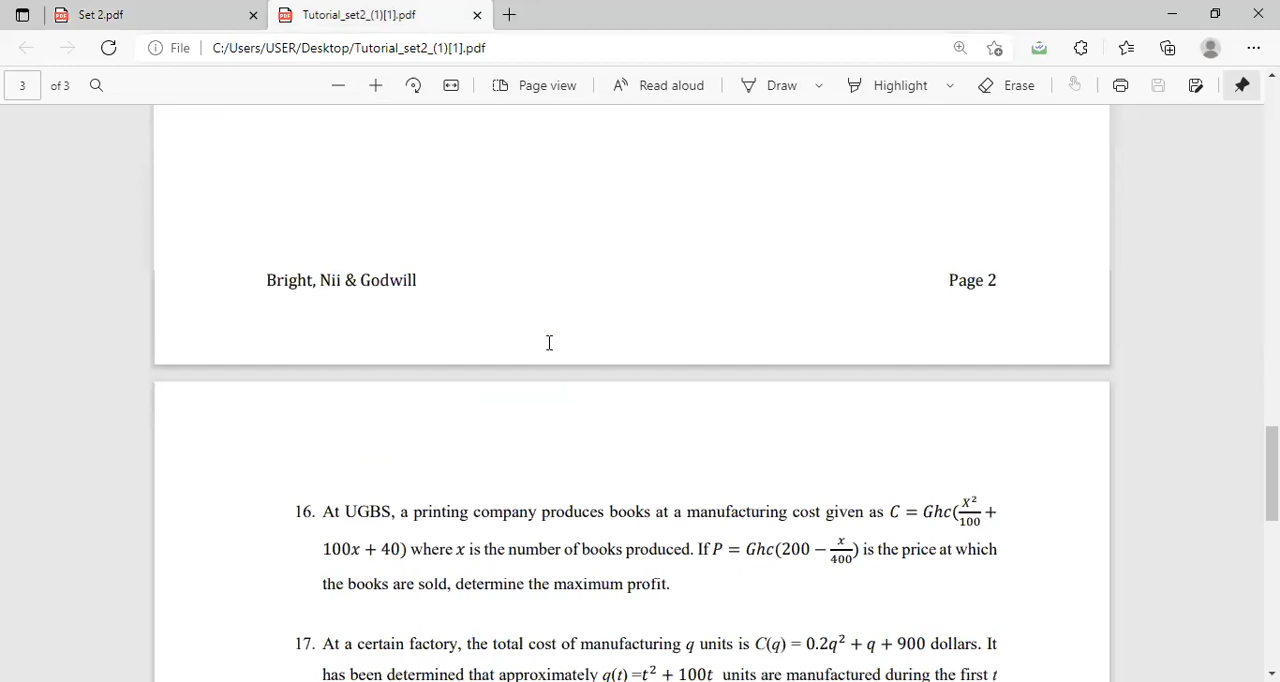 Set 2.pdf
Tutorial_set2_(1)[1].pdf
File
C:/Users/USER/Desktop/Tutorial_set2_(1)[1].pdf
3 of 3
Page view
Read aloud
Draw
Highlight
Erase
Bright, Nii & Godwill
Page 2
16. At UGBS, a printing company produces books at a manufacturing cost given as C = Ghc(X²/100 +
100x + 40) where x is the number of books produced. If P = Ghc(200 − x/400) is the price at which
the books are sold, determine the maximum profit.
17. At a certain factory, the total cost of manufacturing q units is C(q) = 0.2q² + q + 900 dollars. It
has been determined that approximately q(t) =t² + 100t units are manufactured during the first t